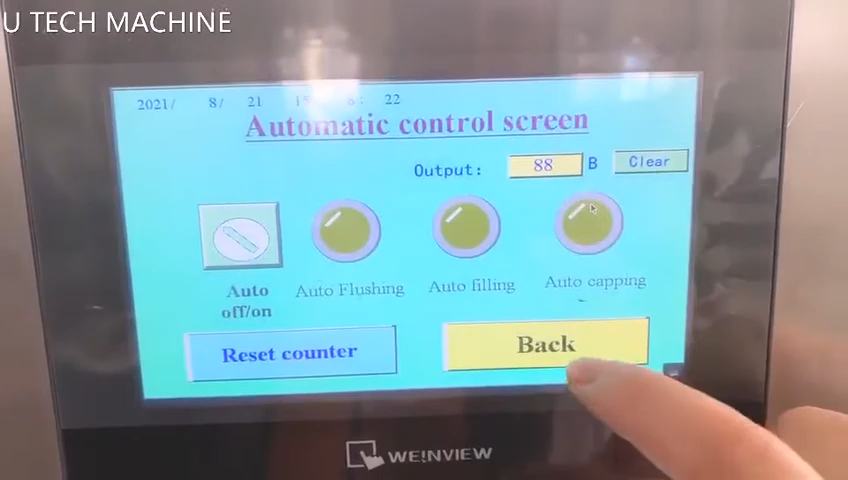 U TECH MACHINE
2021/ 8/ 21 22
Automatic control screen
Output: 88 B Clear
Auto off/on
Auto Flushing
Auto filling
Auto capping
Reset counter
Back
WEINVIEW